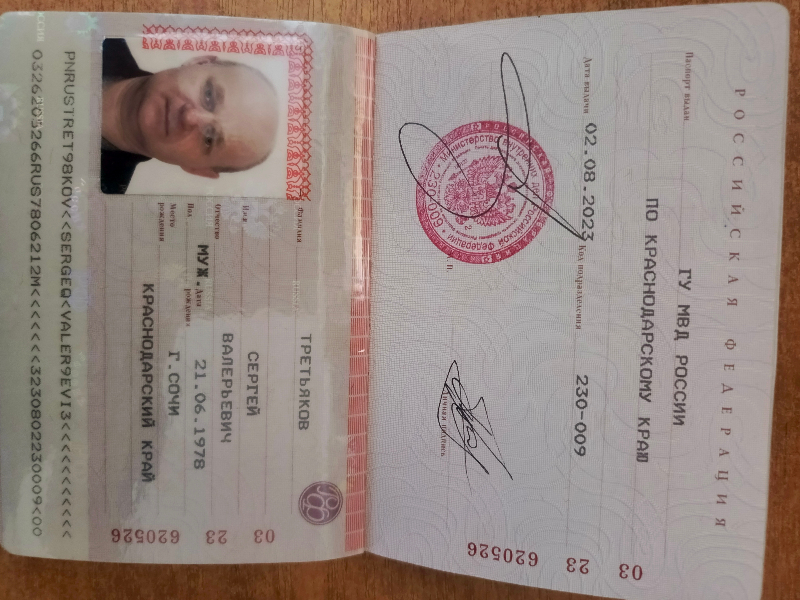 РОССИЙСКАЯ ФЕДЕРАЦИЯ
Паспорт выдан
ГУ МВД РОССИИ
ПО КРАСНОДАРСКОМУ КРАЮ
Дата выдачи 02.08.2023 Код подразделения 230-009
Личная подпись
03 23 620526
Фамилия
ТРЕТЬЯКОВ
Имя
СЕРГЕЙ
Отчество
ВАЛЕРЬЕВИЧ
Пол МУЖ. Дата рождения 21.06.1978
Место рождения Г.СОЧИ
КРАСНОДАРСКИЙ КРАЙ
03 23 620526
PNRUSTRET98KOV<<SERGEQ<VALER9EVI3<<<<<<<<<<<
0326205266RUS7806212M<<<<<<<3230802230009<00